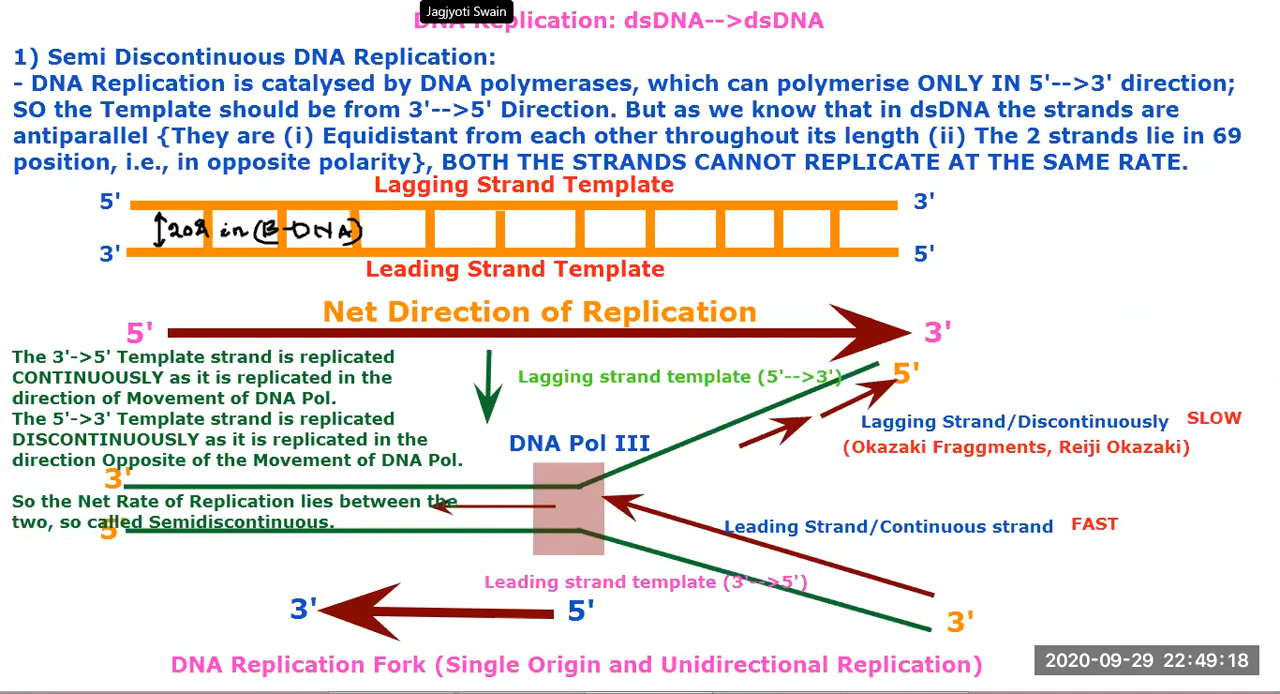 Jagjyoti Swain
DNA Replication: dsDNA-->dsDNA
1) Semi Discontinuous DNA Replication:
- DNA Replication is catalysed by DNA polymerases, which can polymerise ONLY IN 5'-->3' direction;
SO the Template should be from 3'-->5' Direction. But as we know that in dsDNA the strands are
antiparallel {They are (i) Equidistant from each other throughout its length (ii) The 2 strands lie in 69
position, i.e., in opposite polarity}, BOTH THE STRANDS CANNOT REPLICATE AT THE SAME RATE.
Lagging Strand Template
5' 3'
20Å in (B-DNA)
3' 5'
Leading Strand Template
Net Direction of Replication
5' 3'
The 3'->5' Template strand is replicated
CONTINUOUSLY as it is replicated in the
direction of Movement of DNA Pol.
The 5'->3' Template strand is replicated
DISCONTINUOUSLY as it is replicated in the
direction Opposite of the Movement of DNA Pol.
So the Net Rate of Replication lies between the
two, so called Semidiscontinuous.
Lagging strand template (5'-->3')
5'
Lagging Strand/Discontinuously SLOW
(Okazaki Fraggments, Reiji Okazaki)
DNA Pol III
3'
5'
Leading Strand/Continuous strand FAST
Leading strand template (3'-->5')
3' 5'
3'
DNA Replication Fork (Single Origin and Unidirectional Replication)
2020-09-29 22:49:18